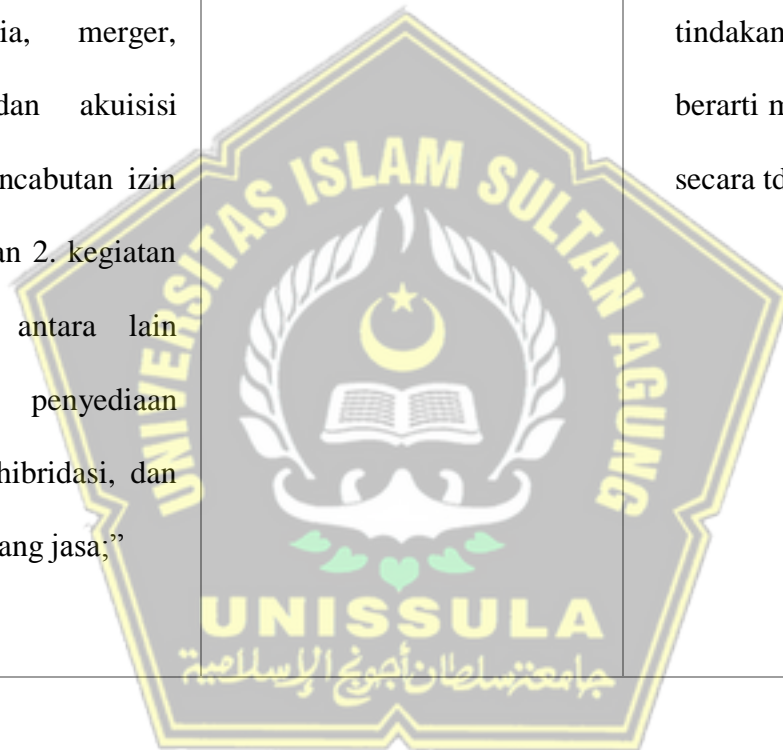 ia, merger,
dan akuisisi
ncabutan izin
an 2. kegiatan
antara lain
penyediaan
hibridasi, dan
ang jasa;”
tindakan
berarti m
secara td
UNIVERSITAS ISLAM SULTAN AGUNG
UNISSULA
جامعة سلطان أجونج الإسلامية